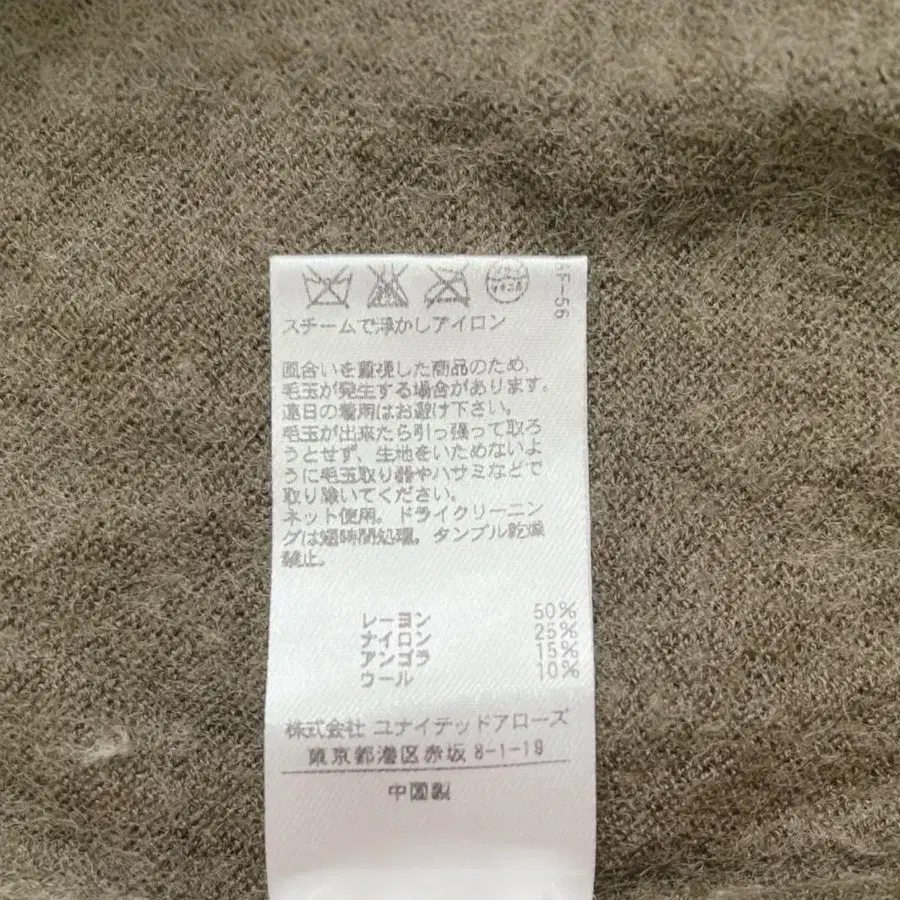 スチームで浮かしアイロン
風合いを重視した商品のため、
毛玉が発生する場合があります。
連日の着用はお避け下さい。
毛玉が出来たら引っ張って取ろ
うとせず、生地をいためないよ
うに毛玉取り器やハサミなどで
取り除いてください。
ネット使用。ドライクリーニン
グは短時間処理。タンブル乾燥
禁止。
レーヨン 50%
ナイロン 25%
アンゴラ 15%
ウール 10%
株式会社 ユナイテッドアローズ
東京都港区赤坂 8-1-19
中国製